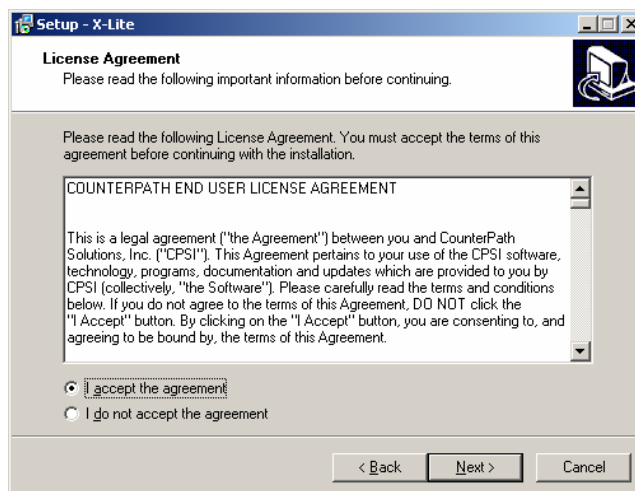 Setup - X-Lite
License Agreement
Please read the following important information before continuing.
Please read the following License Agreement. You must accept the terms of this
agreement before continuing with the installation.
COUNTERPATH END USER LICENSE AGREEMENT
This is a legal agreement ("the Agreement") between you and CounterPath
Solutions, Inc. ("CPSI"). This Agreement pertains to your use of the CPSI software,
technology, programs, documentation and updates which are provided to you by
CPSI (collectively, "the Software"). Please carefully read the terms and conditions
below. If you do not agree to the terms of this Agreement, DO NOT click the
"I Accept" button. By clicking on the "I Accept" button, you are consenting to, and
agreeing to be bound by, the terms of this Agreement.
I accept the agreement
I do not accept the agreement
< Back Next > Cancel